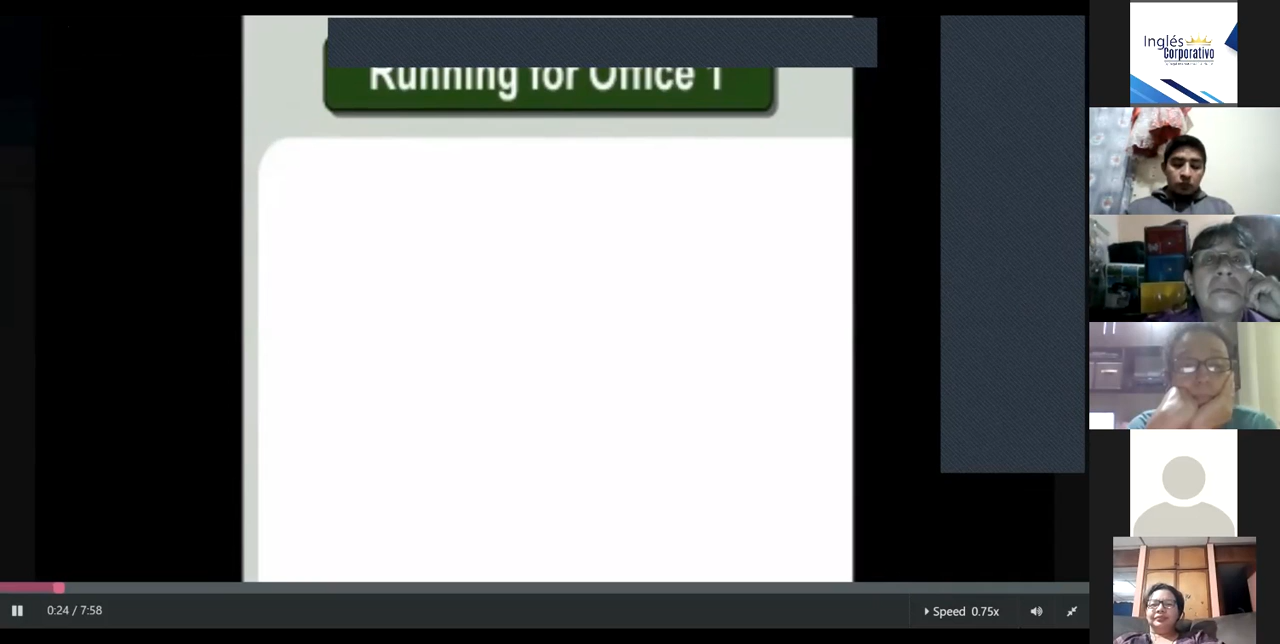 Running for Office 1
Inglés
Corporativo
0:24 / 7:58
Speed 0.75x